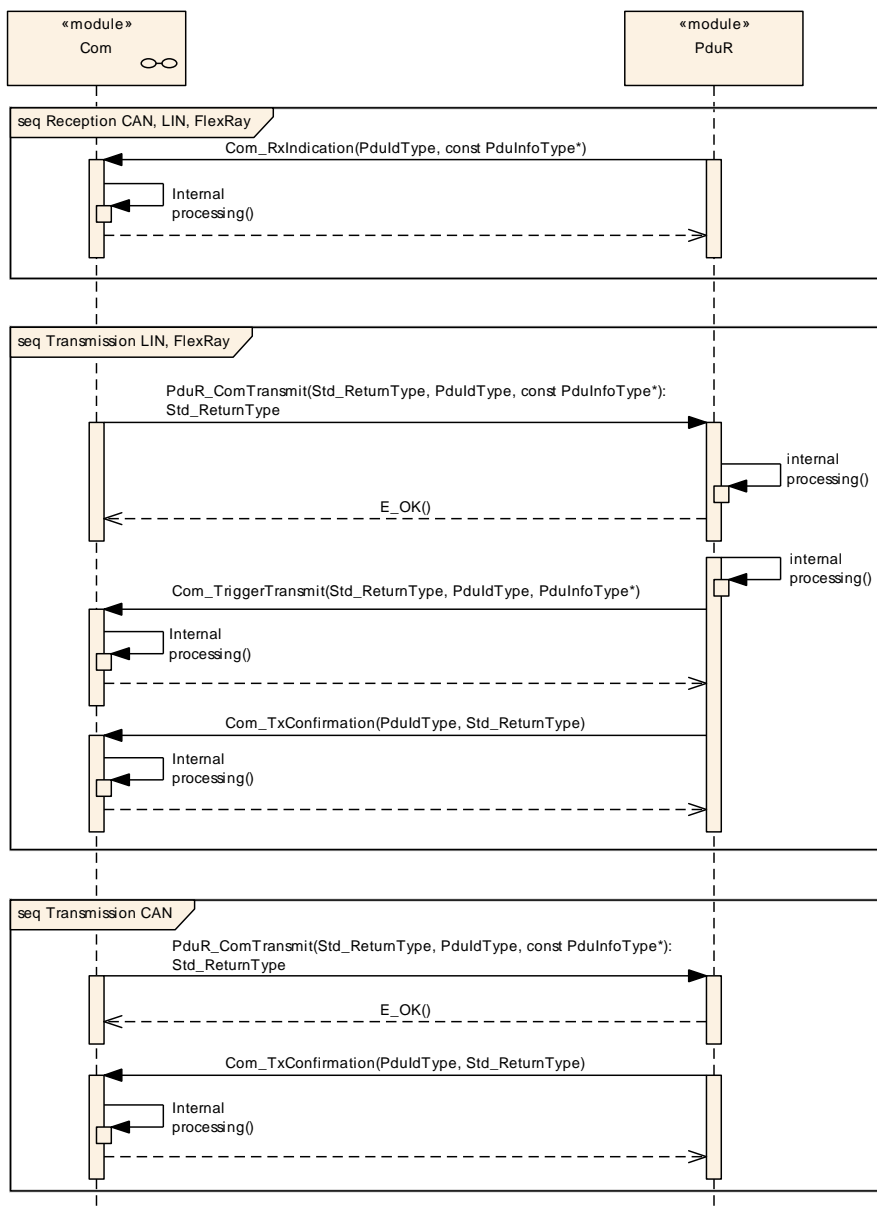 «module»
Com
«module»
PduR
seq Reception CAN, LIN, FlexRay
Com_RxIndication(PduIdType, const PduInfoType*)
Internal
processing()
seq Transmission LIN, FlexRay
PduR_ComTransmit(Std_ReturnType, PduIdType, const PduInfoType*):
Std_ReturnType
internal
processing()
E_OK()
internal
processing()
Com_TriggerTransmit(Std_ReturnType, PduIdType, PduInfoType*)
Internal
processing()
Com_TxConfirmation(PduIdType, Std_ReturnType)
Internal
processing()
seq Transmission CAN
PduR_ComTransmit(Std_ReturnType, PduIdType, const PduInfoType*):
Std_ReturnType
E_OK()
Com_TxConfirmation(PduIdType, Std_ReturnType)
Internal
processing()